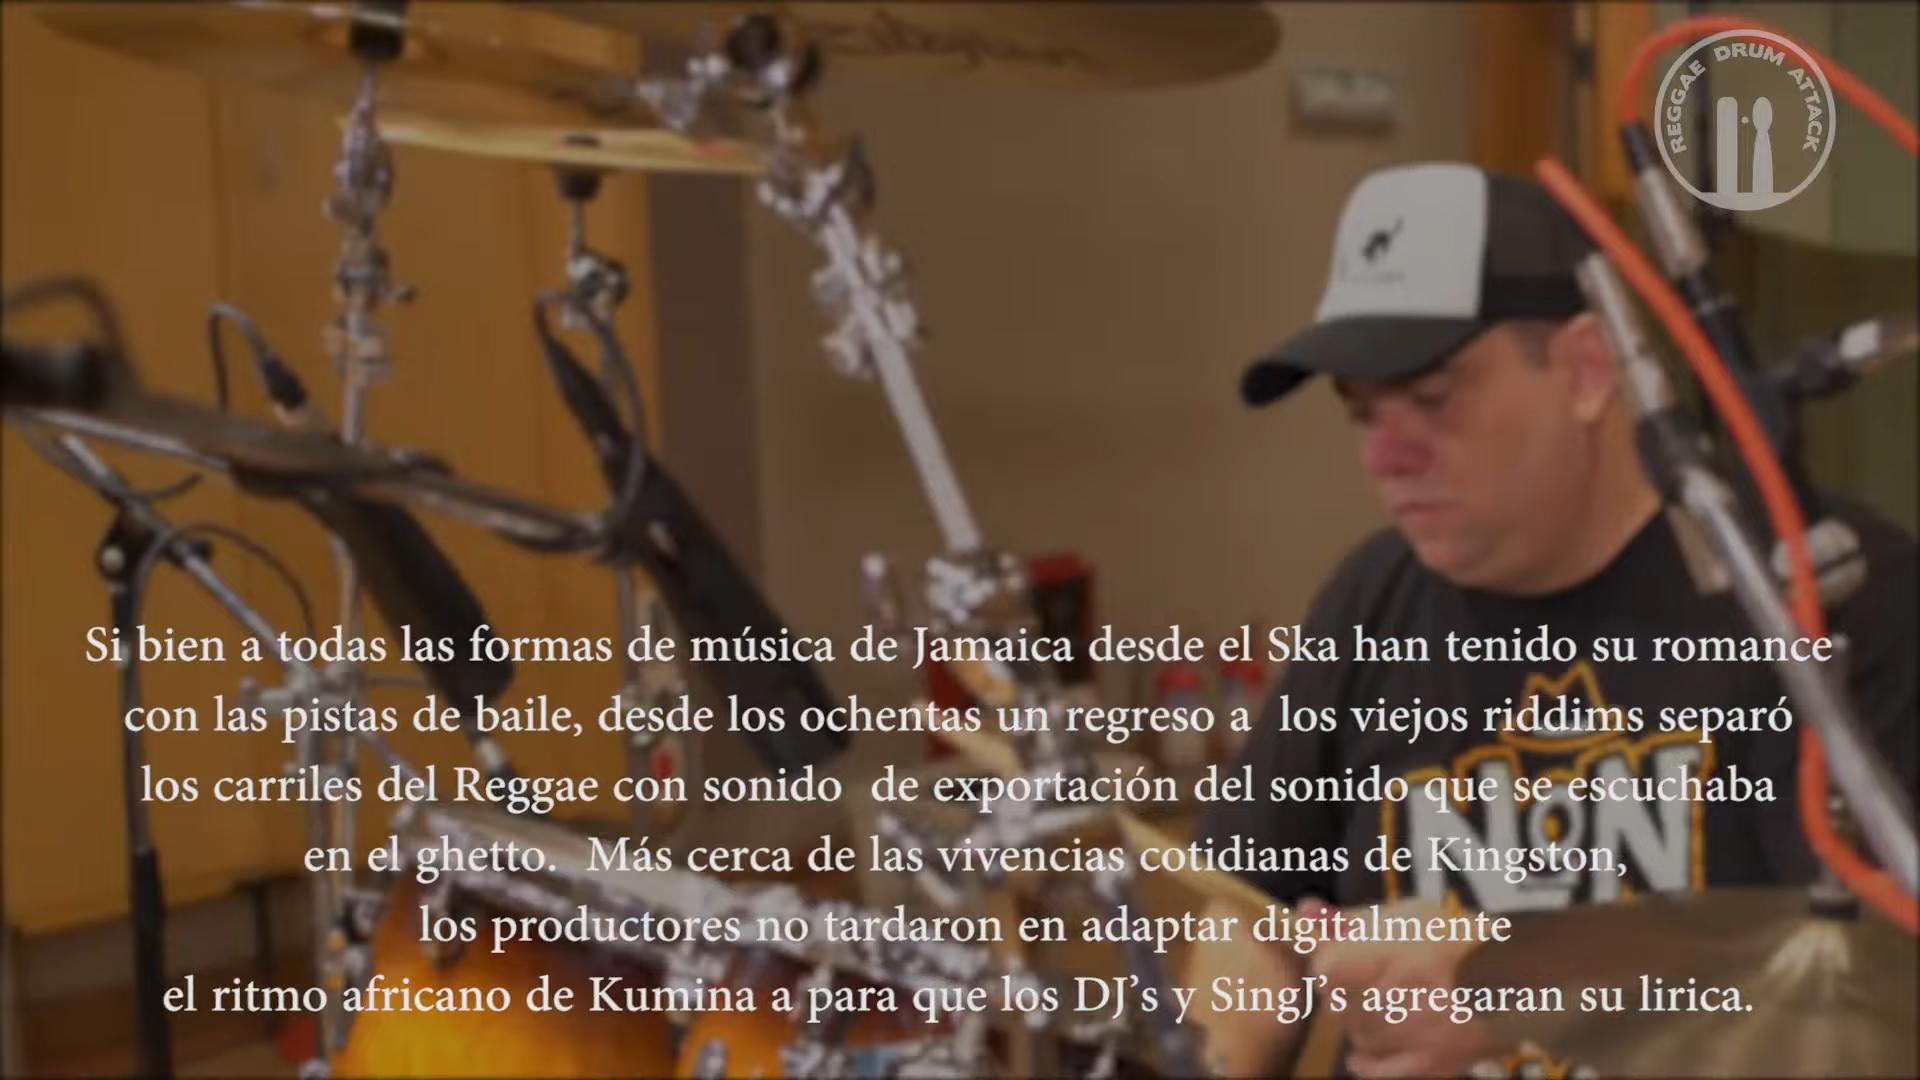 REGGAE DRUM ATTACK
Si bien a todas las formas de música de Jamaica desde el Ska han tenido su romance
con las pistas de baile, desde los ochentas un regreso a los viejos riddims separó
los carriles del Reggae con sonido de exportación del sonido que se escuchaba
en el ghetto. Más cerca de las vivencias cotidianas de Kingston,
los productores no tardaron en adaptar digitalmente
el ritmo africano de Kumina a para que los DJ's y SingJ's agregaran su lirica.